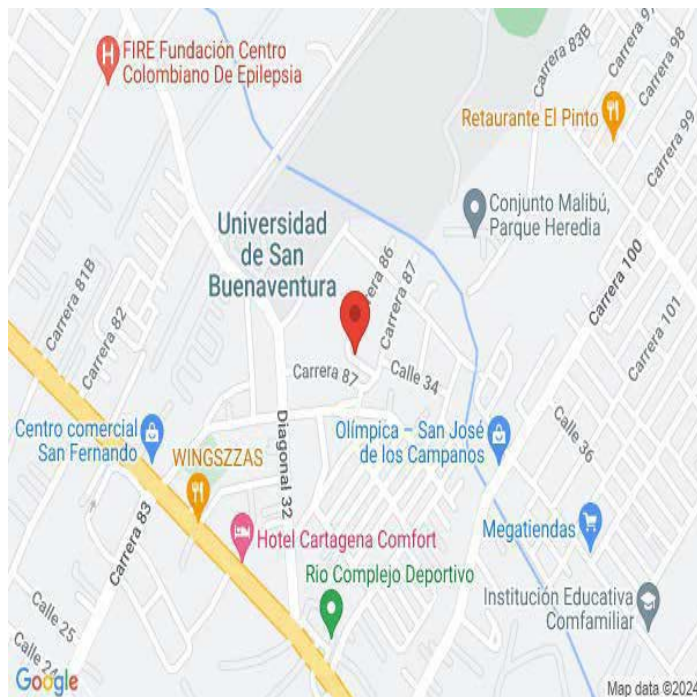 FIRE Fundación Centro
Colombiano De Epilepsia
Carrera 83B
Carrera 97
Carrera 98
Carrera 99
Retaurante El Pinto
Conjunto Malibú,
Parque Heredia
Universidad
de San
Buenaventura
Carrera 86
Carrera 87
Carrera 100
Carrera 101
Carrera 81B
Carrera 82
Carrera 87
Calle 34
Centro comercial
San Fernando
WINGSZZAS
Diagonal 32
Olímpica – San José
de los Campanos
Calle 36
Carrera 83
Hotel Cartagena Comfort
Megatiendas
Rio Complejo Deportivo
Institución Educativa
Comfamiliar
Calle 25
Calle 24
Google
Map data ©2024